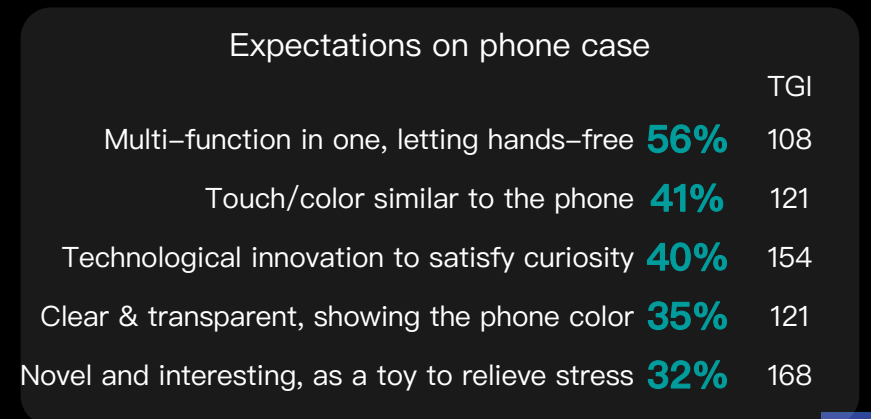 Expectations on phone case
TGI
Multi-function in one, letting hands-free 56% 108
Touch/color similar to the phone 41% 121
Technological innovation to satisfy curiosity 40% 154
Clear & transparent, showing the phone color 35% 121
Novel and interesting, as a toy to relieve stress 32% 168